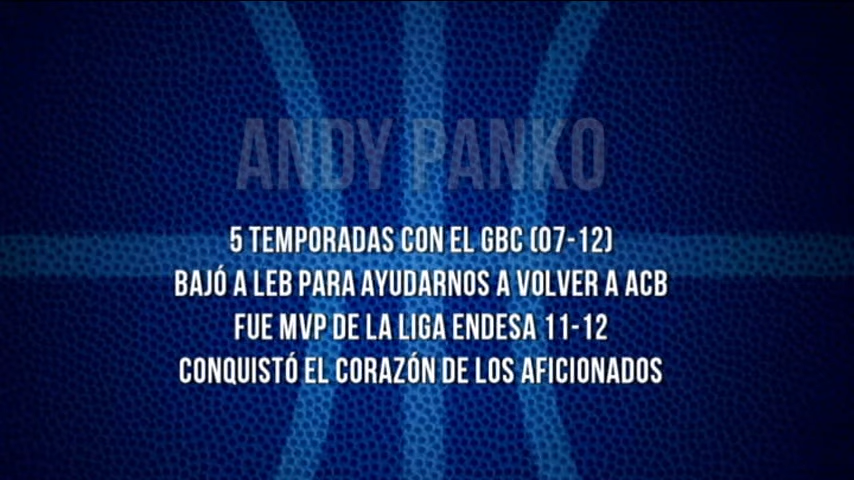 ANDY PANKO
5 TEMPORADAS CON EL GBC (07-12)
BAJÓ A LEB PARA AYUDARNOS A VOLVER A ACB
FUE MVP DE LA LIGA ENDESA 11-12
CONQUISTÓ EL CORAZÓN DE LOS AFICIONADOS